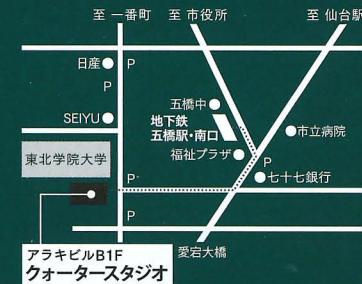 至 一番町 至 市役所 至 仙台駅
日産 P
P
SEIYU
五橋中
地下鉄
五橋駅・南口
市立病院
福祉プラザ
P
東北学院大学
P
七十七銀行
P
愛宕大橋
アラキビルB1F
クォータースタジオ